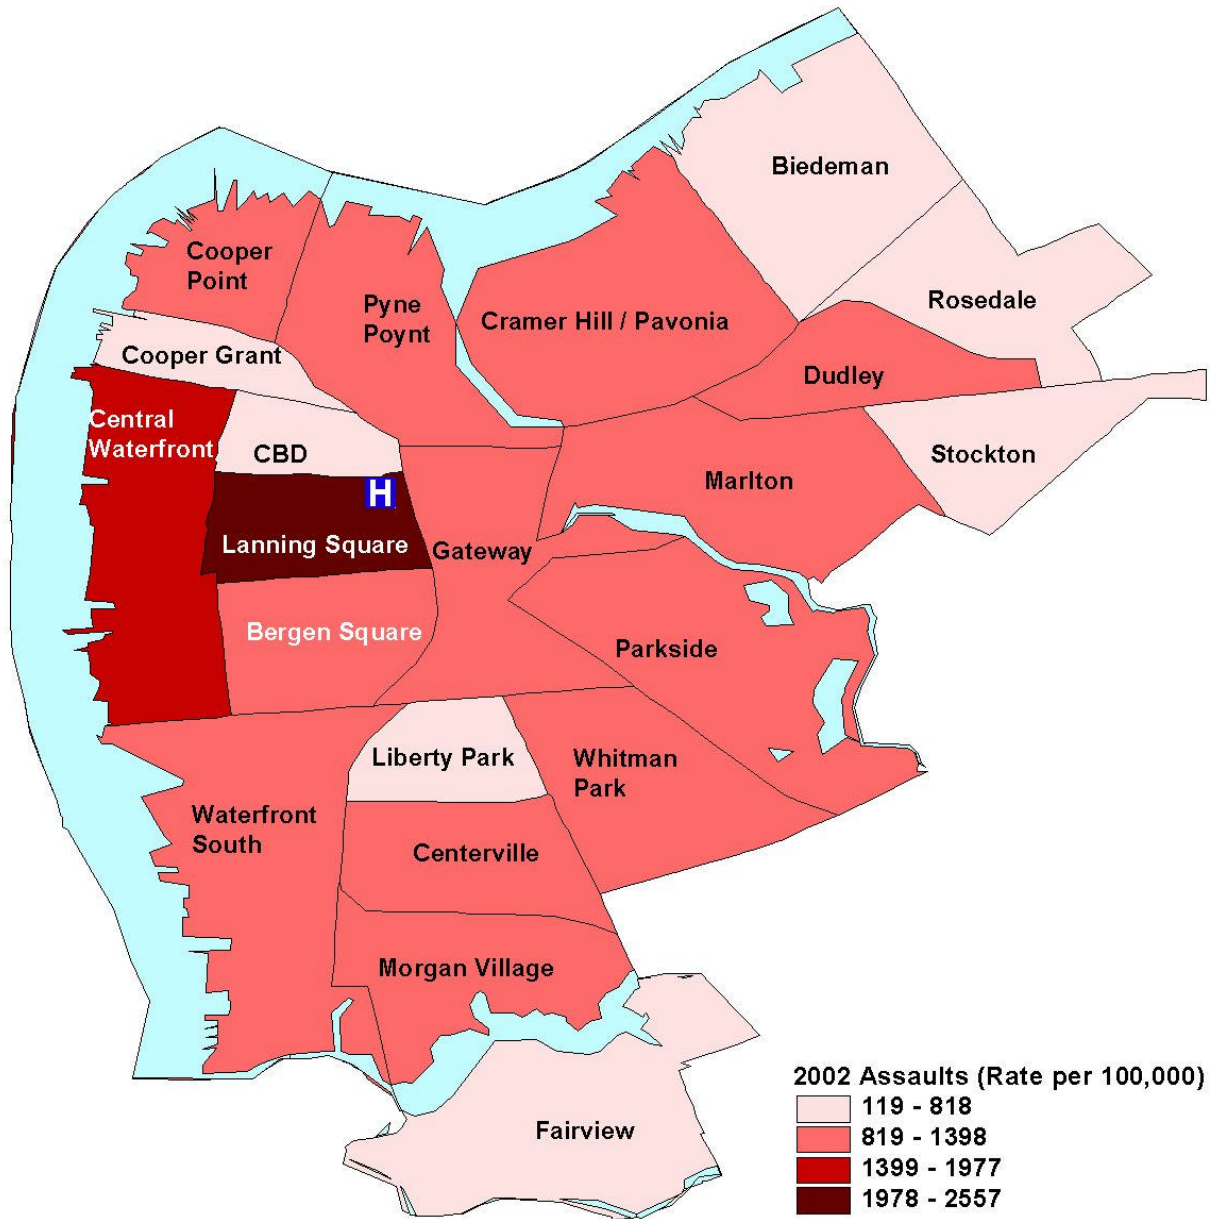 Biedeman
Cooper
Point
Rosedale
Pyne
Poynt
Cramer Hill / Pavonia
Cooper Grant
Dudley
Central
Waterfront
CBD
Stockton
Marlton
H
Lanning Square
Gateway
Bergen Square
Parkside
Liberty Park
Whitman
Park
Waterfront
South
Centerville
Morgan Village
Fairview
2002 Assaults (Rate per 100,000)
119 - 818
819 - 1398
1399 - 1977
1978 - 2557